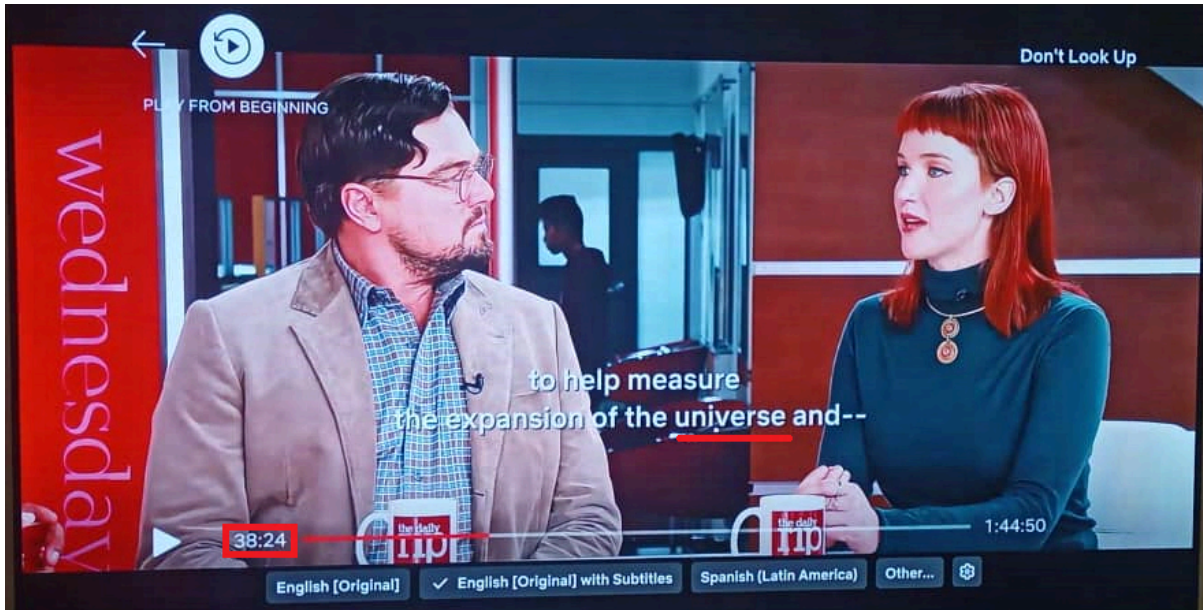 Don't Look Up
PLAY FROM BEGINNING
wednesday
to help measure
the expansion of the universe and--
the daily
rip
the daily
rip
38:24
1:44:50
English [Original]
✓ English [Original] with Subtitles
Spanish (Latin America)
Other...